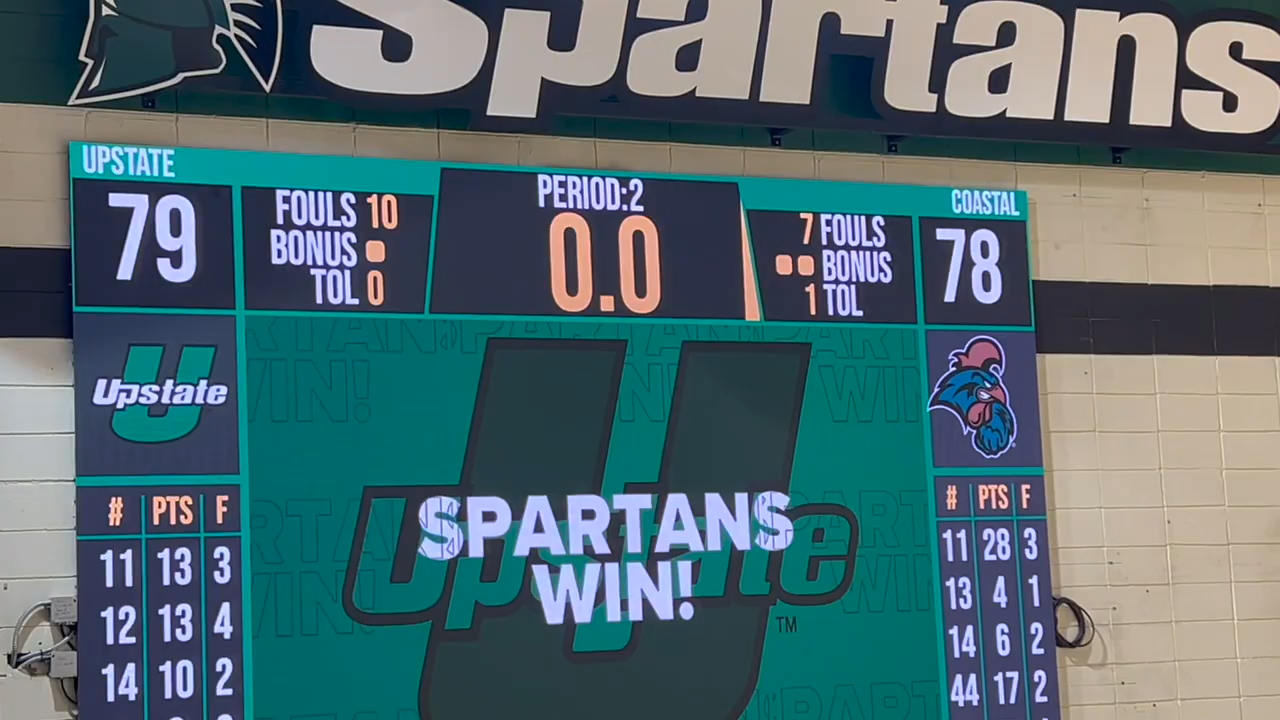 Spartans
UPSTATE
79
FOULS 10
BONUS
TOL 0
PERIOD:2
0.0
7 FOULS
BONUS
1 TOL
COASTAL
78
Upstate
SPARTANS
WIN!
Upstate
TM
# PTS F
11 13 3
12 13 4
14 10 2
# PTS F
11 28 3
13 4 1
14 6 2
44 17 2